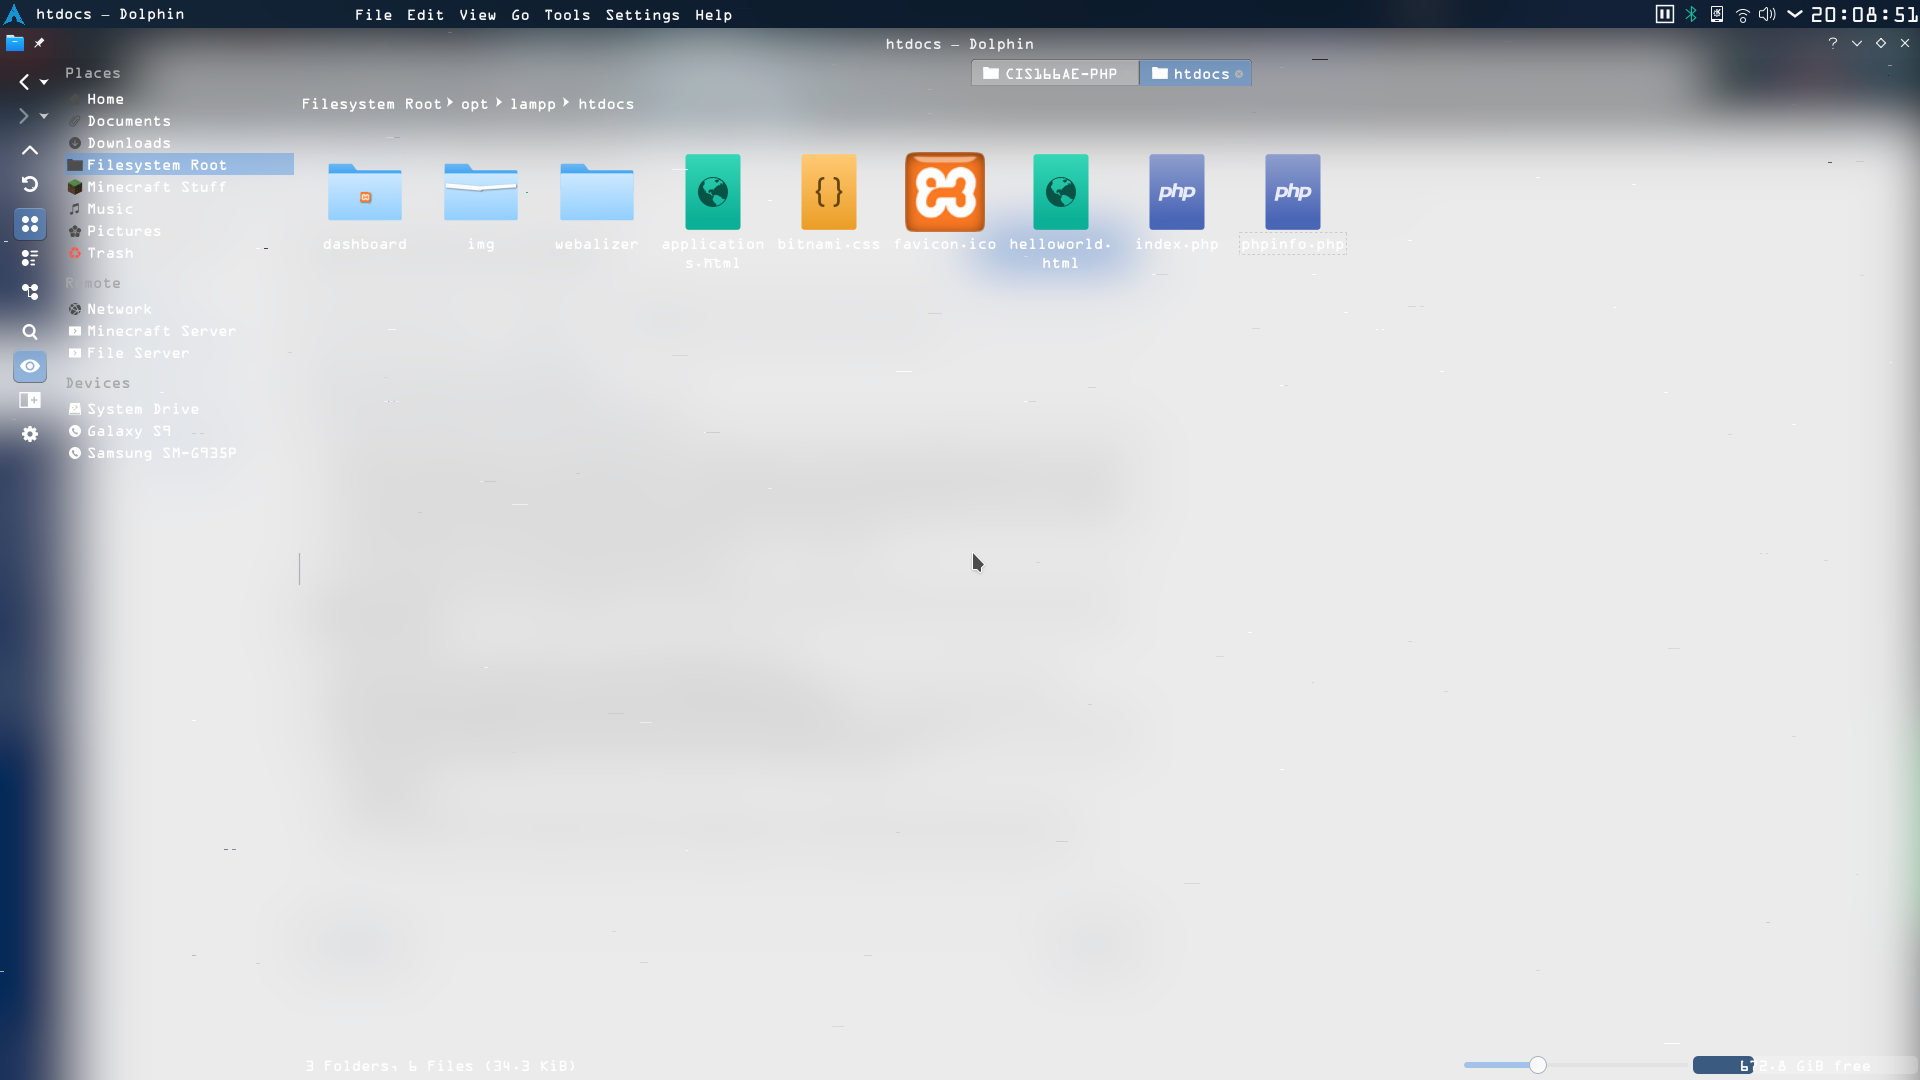 htdocs — Dolphin File Edit View Go Tools Settings Help 20:08:51
htdocs — Dolphin
CIS166AE-PHP htdocs
Filesystem Root opt lampp htdocs
Places
Home
Documents
Downloads
Filesystem Root
Minecraft Stuff
Music
Pictures
Trash
Remote
Network
Minecraft Server
File Server
Devices
System Drive
Galaxy S9
Samsung SM-G935P
{ } php php
dashboard img webalizer application bitnami.css favicon.ico helloworld. index.php phpinfo.php
s.html html
3 Folders, 6 Files (34.3 KiB) 672.8 GiB free